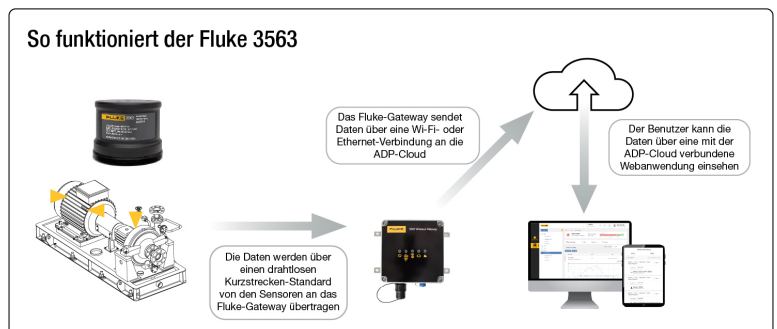 So funktioniert der Fluke 3563
FLUKE
Das Fluke-Gateway sendet
Daten über eine Wi-Fi- oder
Ethernet-Verbindung an die
ADP-Cloud
Der Benutzer kann die
Daten über eine mit der
ADP-Cloud verbundene
Webanwendung einsehen
FLUKE
Die Daten werden über
einen drahtlosen
Kurzstrecken-Standard
von den Sensoren an das
Fluke-Gateway übertragen